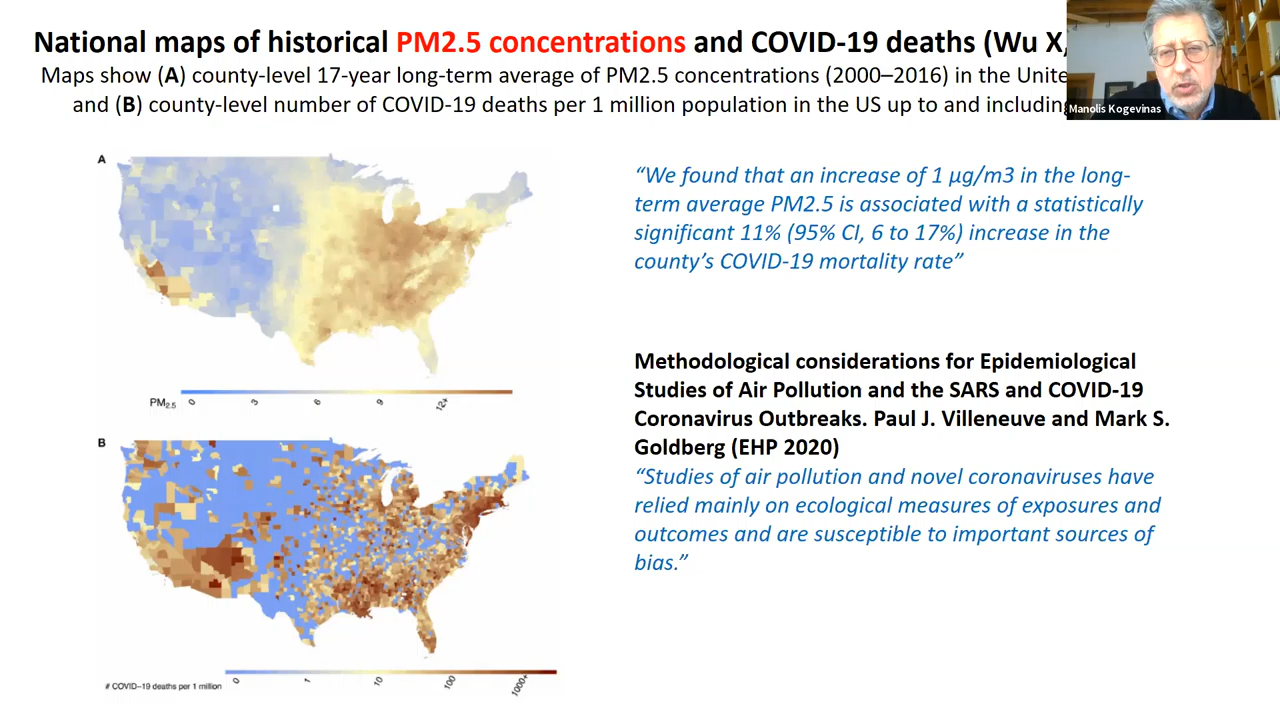 National maps of historical PM2.5 concentrations and COVID-19 deaths (Wu X,
Maps show (A) county-level 17-year long-term average of PM2.5 concentrations (2000–2016) in the Unite
and (B) county-level number of COVID-19 deaths per 1 million population in the US up to and including
Manolis Kogevinas
A
“We found that an increase of 1 μg/m3 in the long-
term average PM2.5 is associated with a statistically
significant 11% (95% CI, 6 to 17%) increase in the
county’s COVID-19 mortality rate”
PM2.5
0 3 6 9 12+
Methodological considerations for Epidemiological
Studies of Air Pollution and the SARS and COVID-19
Coronavirus Outbreaks. Paul J. Villeneuve and Mark S.
Goldberg (EHP 2020)
“Studies of air pollution and novel coronaviruses have
relied mainly on ecological measures of exposures and
outcomes and are susceptible to important sources of
bias.”
B
# COVID−19 deaths per 1 million
0 1 10 100 1000+